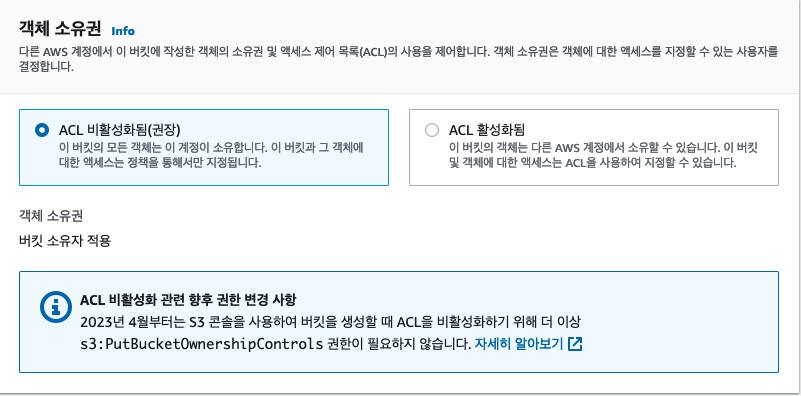 객체 소유권 Info
다른 AWS 계정에서 이 버킷에 작성한 객체의 소유권 및 액세스 제어 목록(ACL)의 사용을 제어합니다. 객체 소유권은 객체에 대한 액세스를 지정할 수 있는 사용자를
결정합니다.
ACL 비활성화됨(권장)
이 버킷의 모든 객체는 이 계정이 소유합니다. 이 버킷과 그 객체에
대한 액세스는 정책을 통해서만 지정됩니다.
ACL 활성화됨
이 버킷의 객체는 다른 AWS 계정에서 소유할 수 있습니다. 이 버킷
및 객체에 대한 액세스는 ACL을 사용하여 지정할 수 있습니다.
객체 소유권
버킷 소유자 적용
ACL 비활성화 관련 향후 권한 변경 사항
2023년 4월부터는 S3 콘솔을 사용하여 버킷을 생성할 때 ACL을 비활성화하기 위해 더 이상
s3:PutBucketOwnershipControls 권한이 필요하지 않습니다. 자세히 알아보기